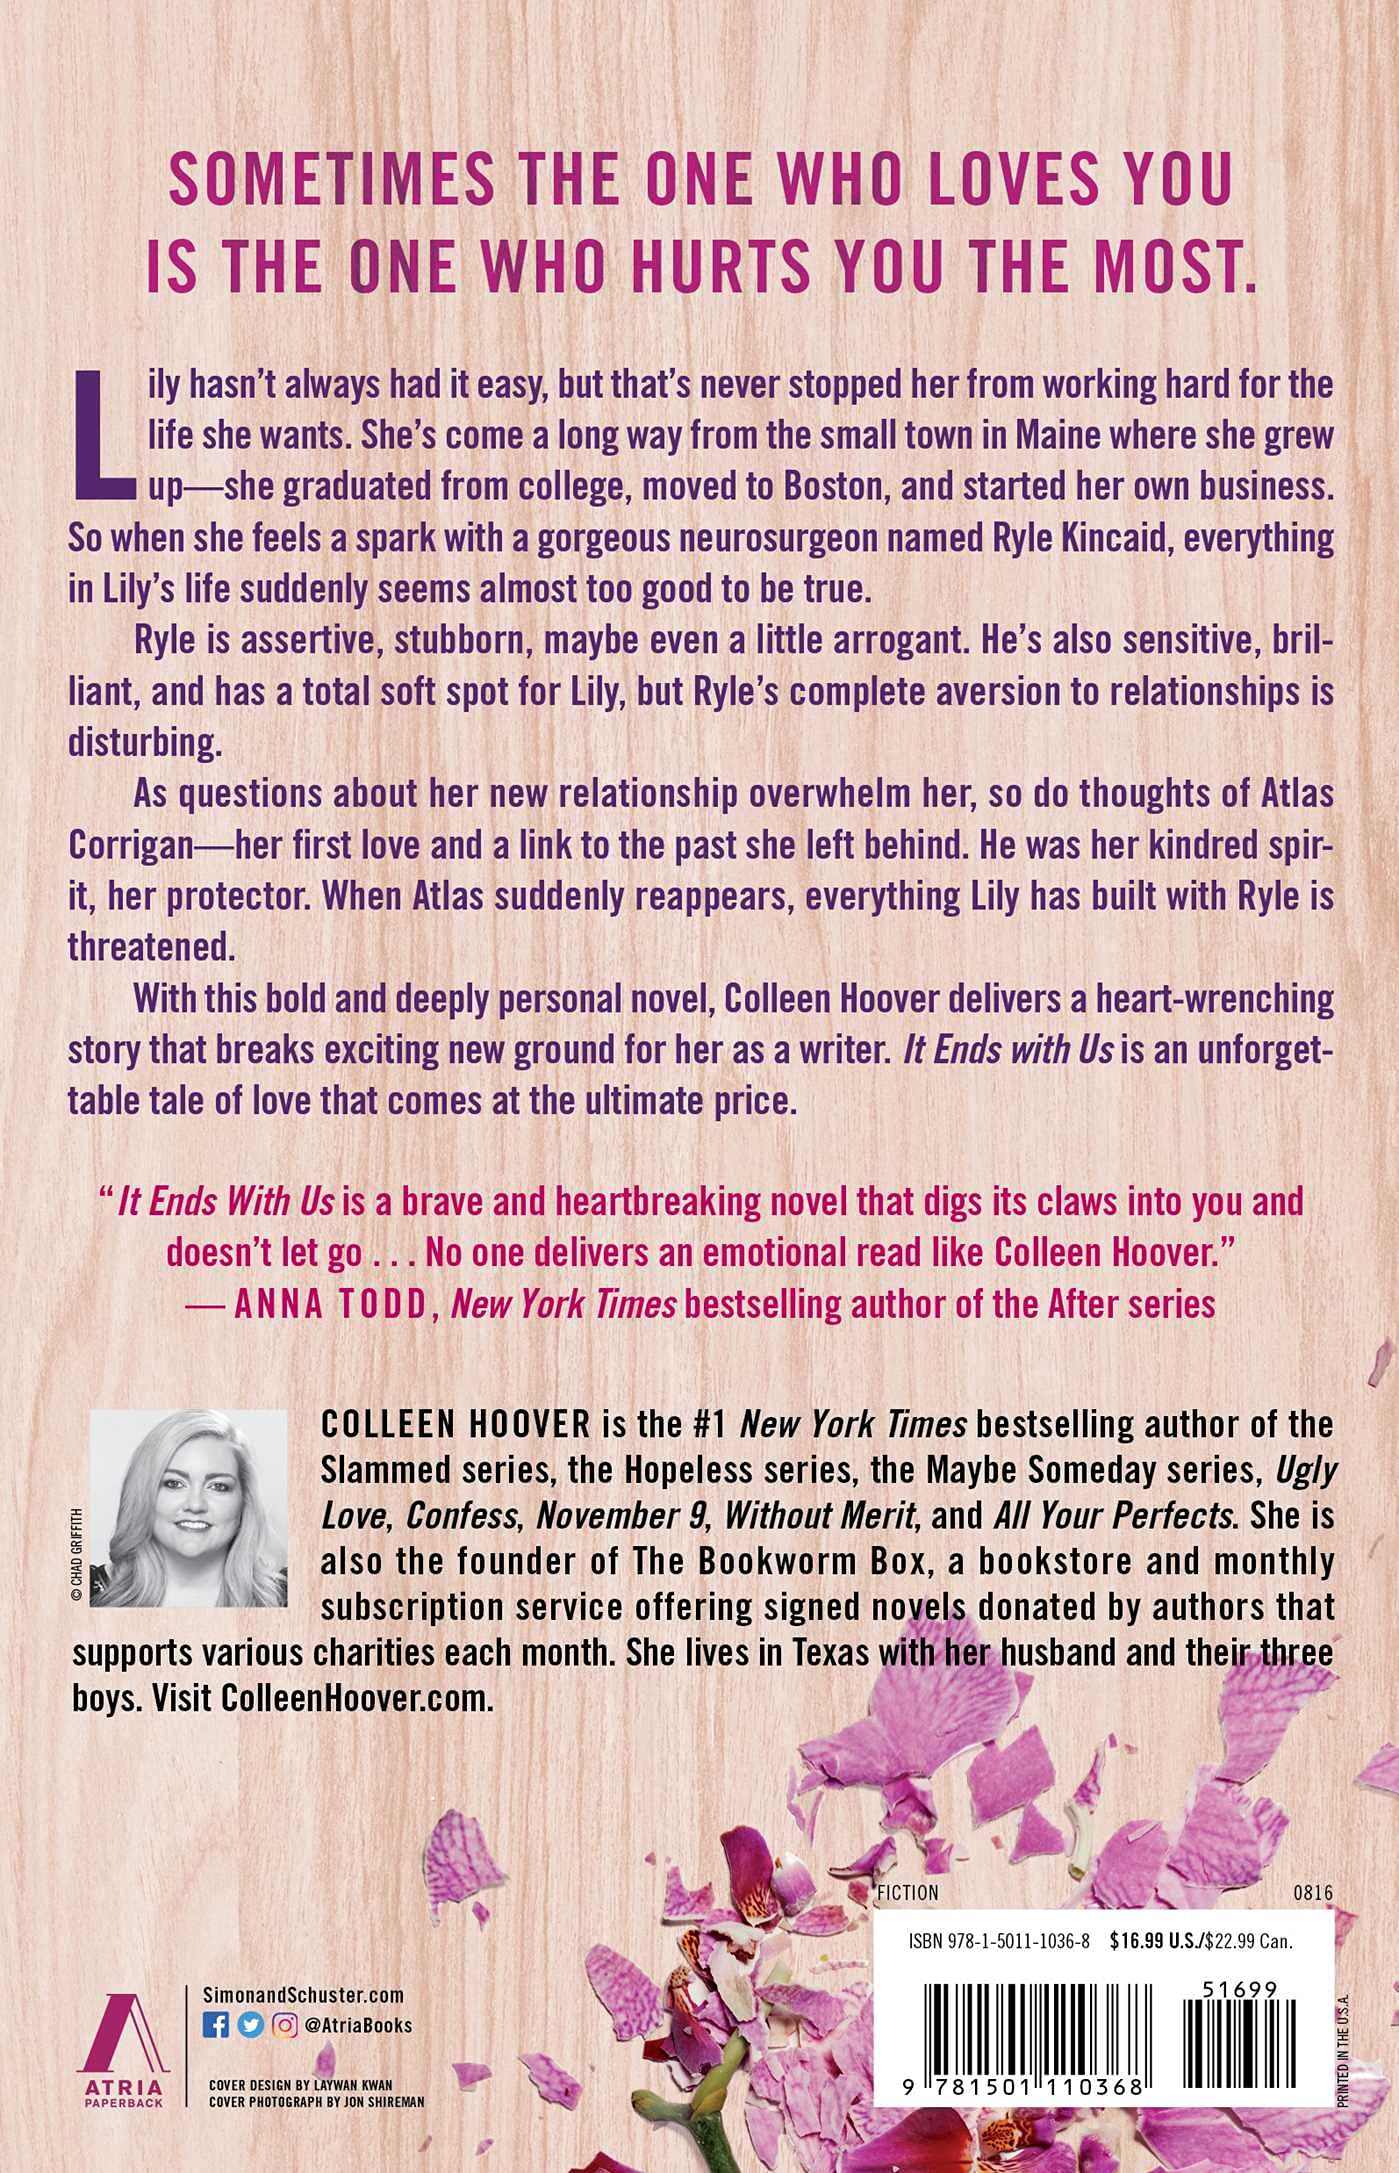 SOMETIMES THE ONE WHO LOVES YOU
IS THE ONE WHO HURTS YOU THE MOST.
Lily hasn’t always had it easy, but that’s never stopped her from working hard for the
life she wants. She’s come a long way from the small town in Maine where she grew
up—she graduated from college, moved to Boston, and started her own business.
So when she feels a spark with a gorgeous neurosurgeon named Ryle Kincaid, everything
in Lily’s life suddenly seems almost too good to be true.
Ryle is assertive, stubborn, maybe even a little arrogant. He’s also sensitive, bril-
liant, and has a total soft spot for Lily, but Ryle’s complete aversion to relationships is
disturbing.
As questions about her new relationship overwhelm her, so do thoughts of Atlas
Corrigan—her first love and a link to the past she left behind. He was her kindred spir-
it, her protector. When Atlas suddenly reappears, everything Lily has built with Ryle is
threatened.
With this bold and deeply personal novel, Colleen Hoover delivers a heart-wrenching
story that breaks exciting new ground for her as a writer. It Ends with Us is an unforget-
table tale of love that comes at the ultimate price.
“It Ends With Us is a brave and heartbreaking novel that digs its claws into you and
doesn’t let go . . . No one delivers an emotional read like Colleen Hoover.”
— ANNA TODD, New York Times bestselling author of the After series
© CHAD GRIFFITH
COLLEEN HOOVER is the #1 New York Times bestselling author of the
Slammed series, the Hopeless series, the Maybe Someday series, Ugly
Love, Confess, November 9, Without Merit, and All Your Perfects. She is
also the founder of The Bookworm Box, a bookstore and monthly
subscription service offering signed novels donated by authors that
supports various charities each month. She lives in Texas with her husband and their three
boys. Visit ColleenHoover.com.
FICTION 0816
ISBN 978-1-5011-1036-8 $16.99 U.S./$22.99 Can.
51699
9 781501 110368
PRINTED IN THE U.S.A.
ATRIA
PAPERBACK
SimonandSchuster.com
@AtriaBooks
COVER DESIGN BY LAYWAN KWAN
COVER PHOTOGRAPH BY JON SHIREMAN